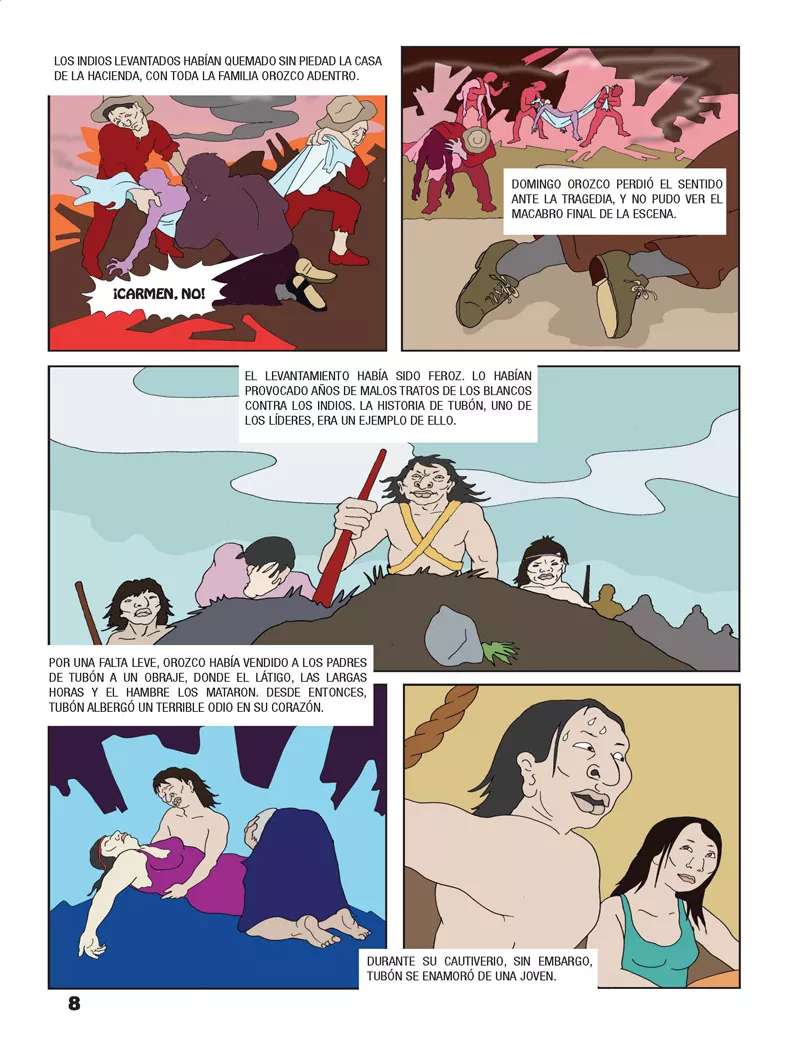 LOS INDIOS LEVANTADOS HABÍAN QUEMADO SIN PIEDAD LA CASA
DE LA HACIENDA, CON TODA LA FAMILIA OROZCO ADENTRO.
¡CARMEN, NO!
DOMINGO OROZCO PERDIÓ EL SENTIDO
ANTE LA TRAGEDIA, Y NO PUDO VER EL
MACABRO FINAL DE LA ESCENA.
EL LEVANTAMIENTO HABÍA SIDO FEROZ. LO HABÍAN
PROVOCADO AÑOS DE MALOS TRATOS DE LOS BLANCOS
CONTRA LOS INDIOS. LA HISTORIA DE TUBÓN, UNO DE
LOS LÍDERES, ERA UN EJEMPLO DE ELLO.
POR UNA FALTA LEVE, OROZCO HABÍA VENDIDO A LOS PADRES
DE TUBÓN A UN OBRAJE, DONDE EL LÁTIGO, LAS LARGAS
HORAS Y EL HAMBRE LOS MATARON. DESDE ENTONCES,
TUBÓN ALBERGÓ UN TERRIBLE ODIO EN SU CORAZÓN.
DURANTE SU CAUTIVERIO, SIN EMBARGO,
TUBÓN SE ENAMORÓ DE UNA JOVEN.
8